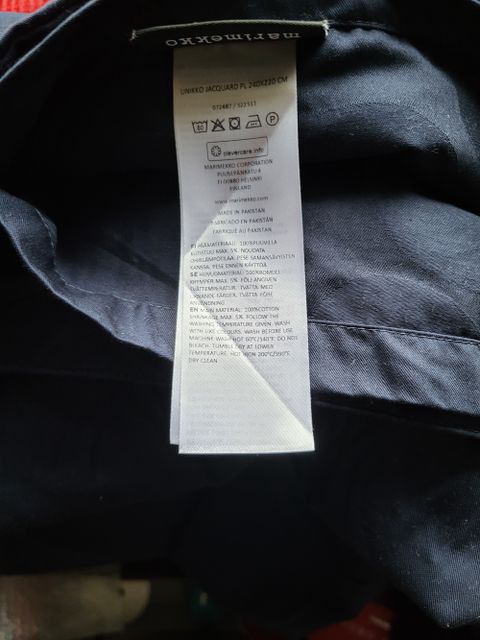 marimekko
UNIKKO JACQUARD PL 240X220 CM
60
P
clevercare.info
MARIMEKKO CORPORATION
PUUSEPÄNKATU 4
FI 00880 HELSINKI
FINLAND
www.marimekko.com
MADE IN PAKISTAN
FABRICADO EN PAKISTÁN
FABRIQUÉ AU PAKISTAN
FI RAAKAMATERIAALI: 100%PUUVILLA
KUTISTUU MAX. 5%. NOUDATA
OHJELÄMPÖTILAA. PESE SAMANSÄVYISTEN
KANSSA. PESE ENNEN KÄYTTÖÄ.
SE HUVUDMATERIAL: 100%BOMULL
KRYMPER MAX. 5%. FÖLJ ANGIVEN
TVÄTTEMPERATUR. TVÄTTA MED
LIKNANDE FÄRGER. TVÄTTA FÖRE
ANVÄNDNING.
EN MAIN MATERIAL: 100%COTTON
SHRINKAGE MAX. 5%. FOLLOW THE
WASHING TEMPERATURE GIVEN. WASH
WITH LIKE COLOURS. WASH BEFORE USE.
MACHINE WASH HOT 60°C/140°F. DO NOT
BLEACH. TUMBLE DRY AT LOWER
TEMPERATURE. HOT IRON 200°C/390°F.
DRY CLEAN